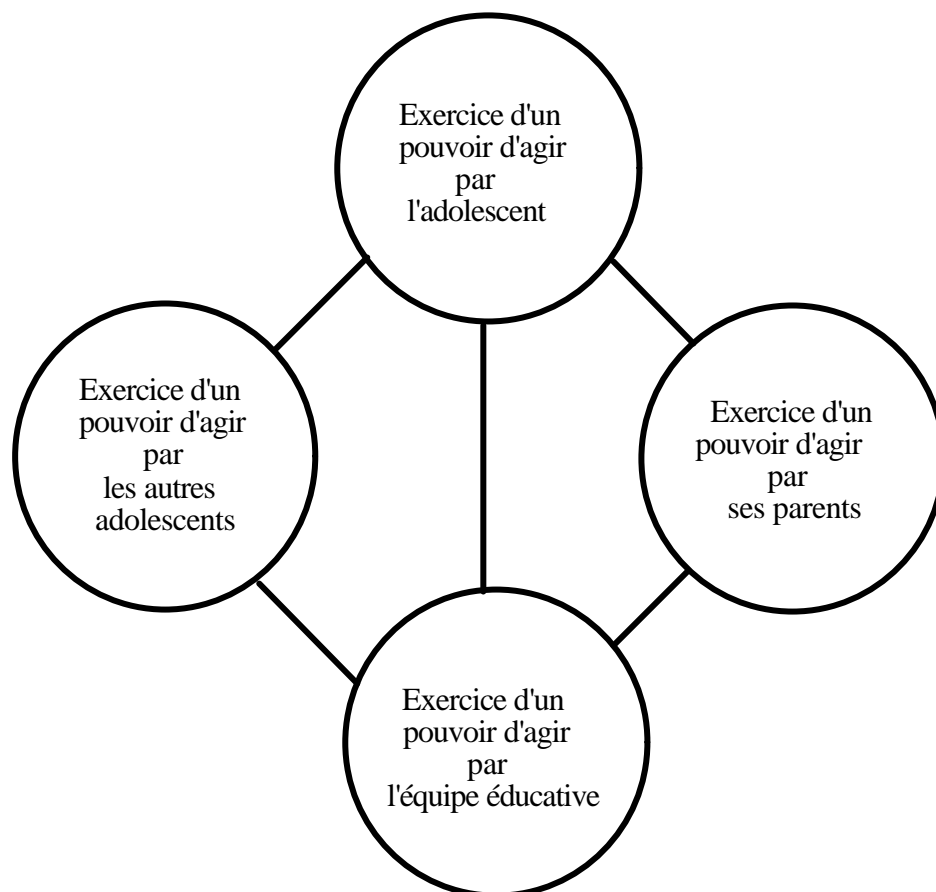 Exercice d'un
pouvoir d'agir
par
l'adolescent
Exercice d'un
pouvoir d'agir
par
les autres
adolescents
Exercice d'un
pouvoir d'agir
par
ses parents
Exercice d'un
pouvoir d'agir
par
l'équipe éducative